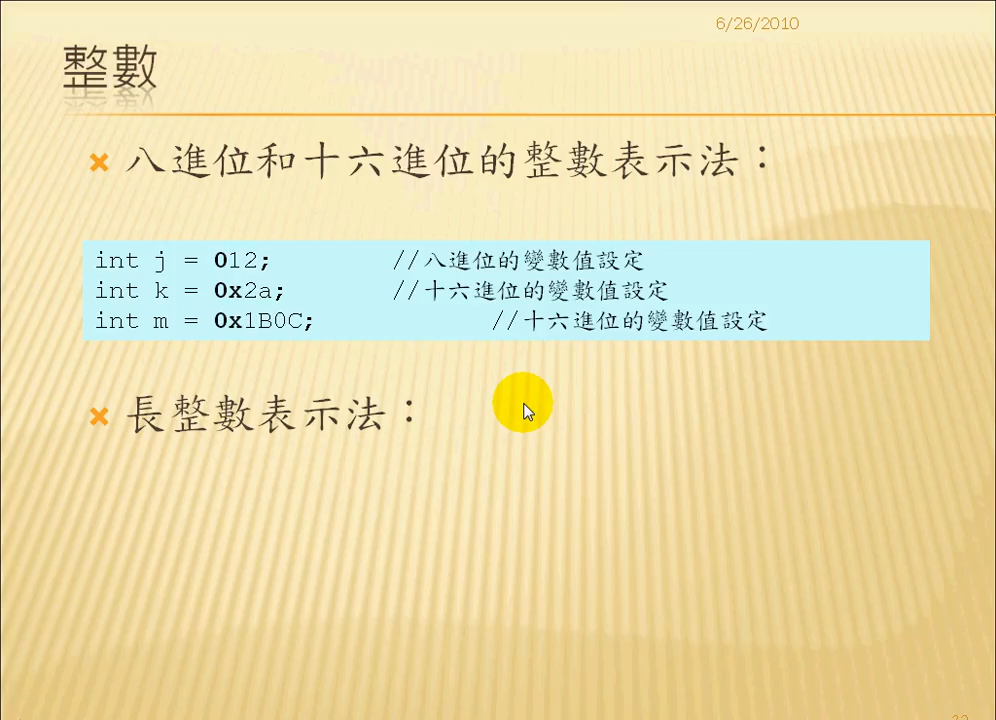 6/26/2010
整數
八進位和十六進位的整數表示法：
int j = 012; //八進位的變數值設定
int k = 0x2a; //十六進位的變數值設定
int m = 0x1B0C; //十六進位的變數值設定
長整數表示法：